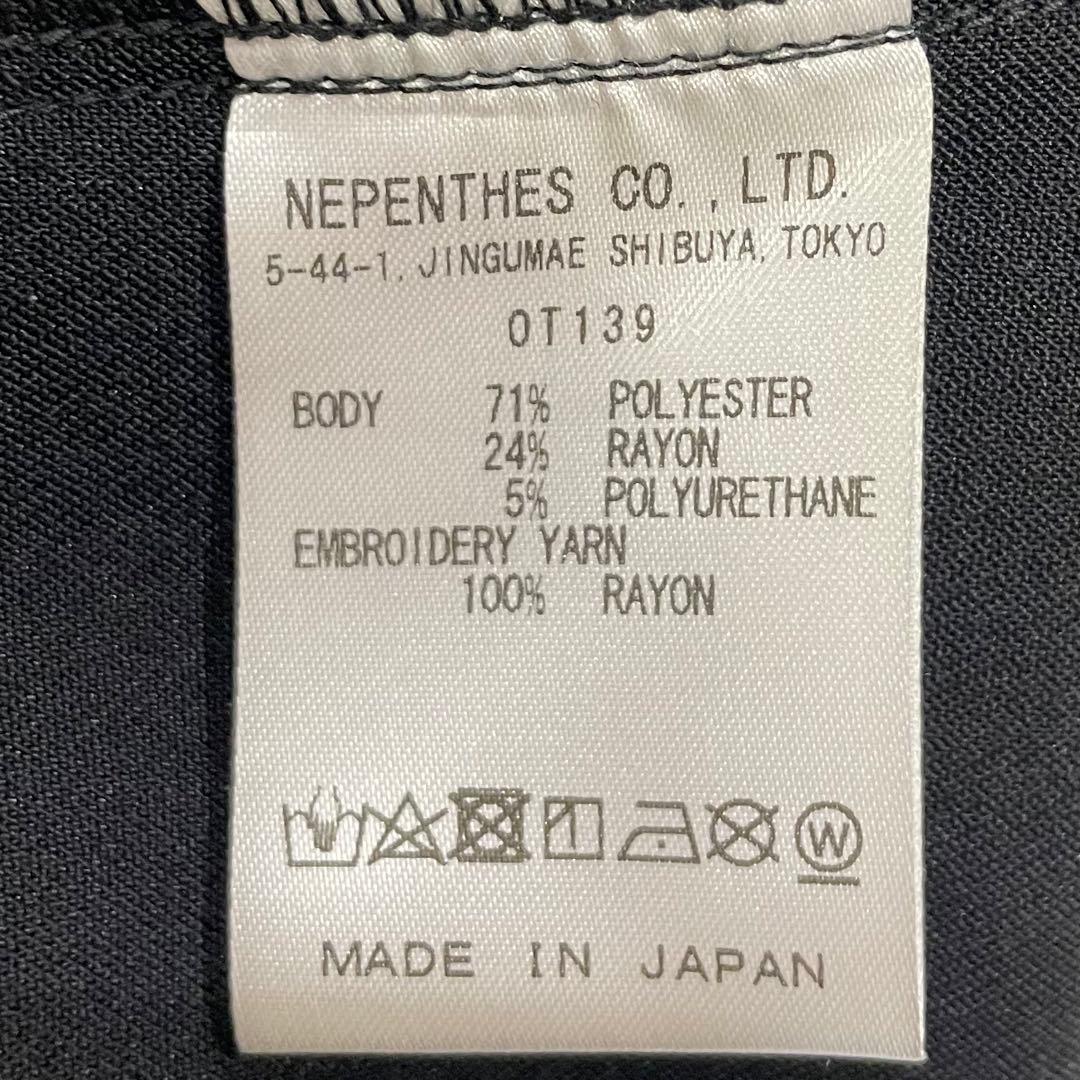 NEPENTHES CO., LTD.
5-44-1, JINGUMAE SHIBUYA, TOKYO
OT139
BODY 71% POLYESTER
24% RAYON
5% POLYURETHANE
EMBROIDERY YARN
100% RAYON
W
MADE IN JAPAN